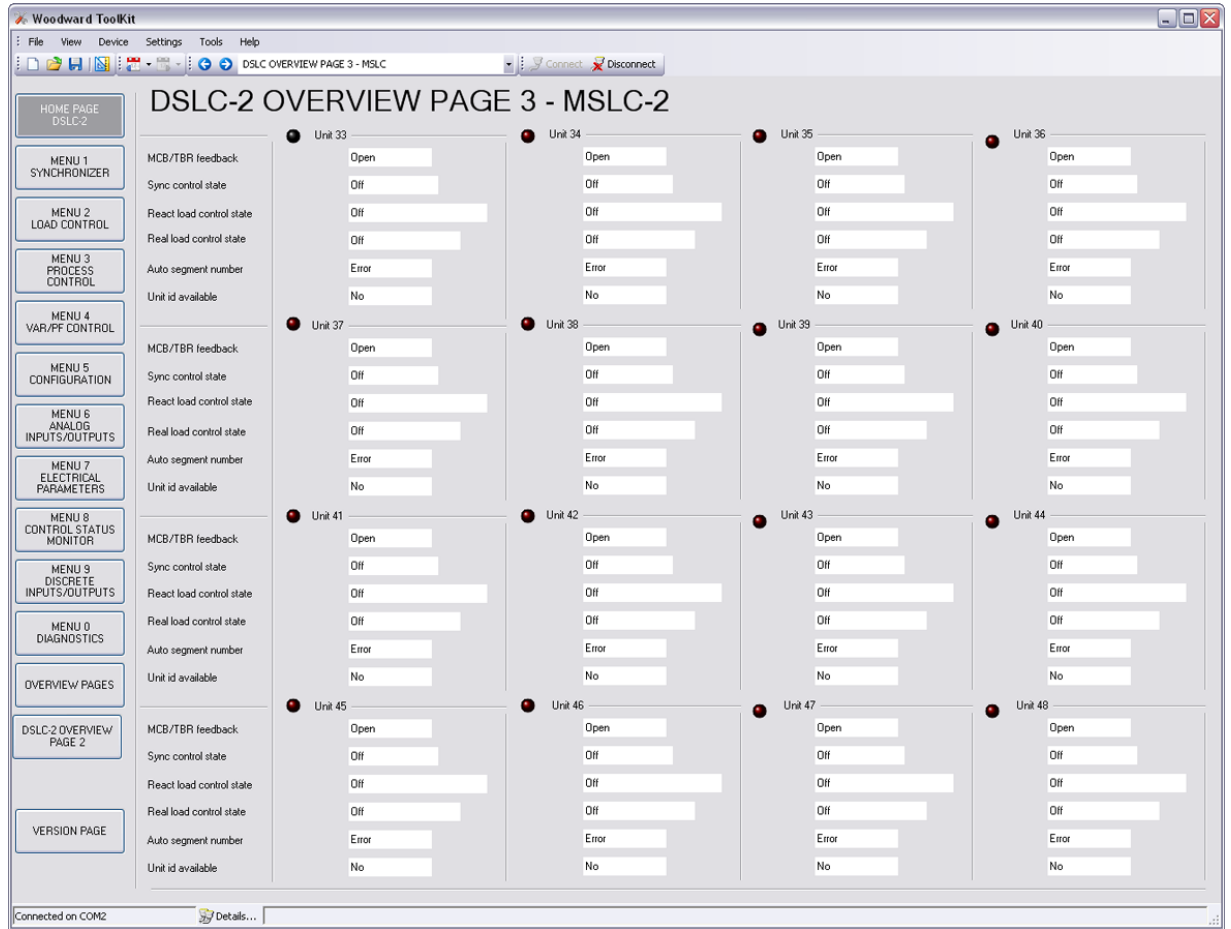 Woodward ToolKit
File View Device Settings Tools Help
DSLC OVERVIEW PAGE 3 - MSLC Connect Disconnect
HOME PAGE
DSLC-2
MENU 1
SYNCHRONIZER
MENU 2
LOAD CONTROL
MENU 3
PROCESS
CONTROL
MENU 4
VAR/PF CONTROL
MENU 5
CONFIGURATION
MENU 6
ANALOG
INPUTS/OUTPUTS
MENU 7
ELECTRICAL
PARAMETERS
MENU 8
CONTROL STATUS
MONITOR
MENU 9
DISCRETE
INPUTS/OUTPUTS
MENU 0
DIAGNOSTICS
OVERVIEW PAGES
DSLC-2 OVERVIEW
PAGE 2
VERSION PAGE
DSLC-2 OVERVIEW PAGE 3 - MSLC-2
Unit 33 Unit 34 Unit 35 Unit 36
MCB/TBR feedback Open Open Open Open
Sync control state Off Off Off Off
React load control state Off Off Off Off
Real load control state Off Off Off Off
Auto segment number Error Error Error Error
Unit id available No No No No
Unit 37 Unit 38 Unit 39 Unit 40
MCB/TBR feedback Open Open Open Open
Sync control state Off Off Off Off
React load control state Off Off Off Off
Real load control state Off Off Off Off
Auto segment number Error Error Error Error
Unit id available No No No No
Unit 41 Unit 42 Unit 43 Unit 44
MCB/TBR feedback Open Open Open Open
Sync control state Off Off Off Off
React load control state Off Off Off Off
Real load control state Off Off Off Off
Auto segment number Error Error Error Error
Unit id available No No No No
Unit 45 Unit 46 Unit 47 Unit 48
MCB/TBR feedback Open Open Open Open
Sync control state Off Off Off Off
React load control state Off Off Off Off
Real load control state Off Off Off Off
Auto segment number Error Error Error Error
Unit id available No No No No
Connected on COM2 Details...